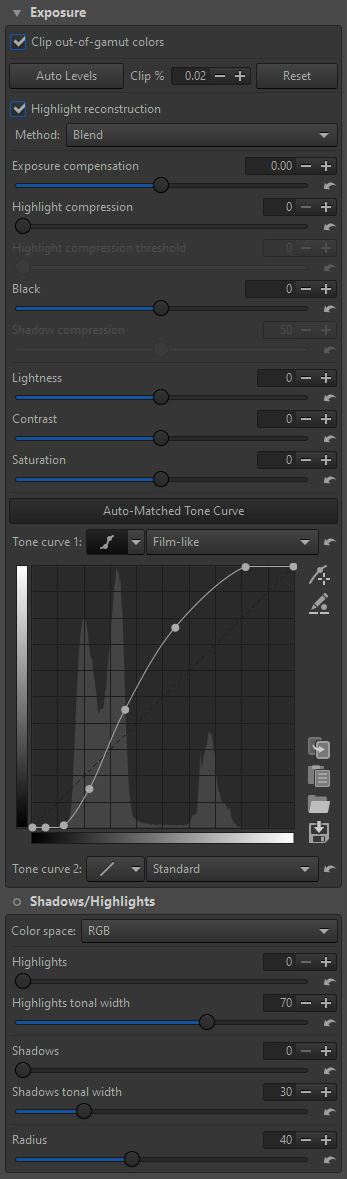 Exposure
Clip out-of-gamut colors
Auto Levels Clip % 0.02 Reset
Highlight reconstruction
Method: Blend
Exposure compensation 0.00
Highlight compression 0
Highlight compression threshold 0
Black 0
Shadow compression 50
Lightness 0
Contrast 0
Saturation 0
Auto-Matched Tone Curve
Tone curve 1: Film-like
Tone curve 2: Standard
Shadows/Highlights
Color space: RGB
Highlights 0
Highlights tonal width 70
Shadows 0
Shadows tonal width 30
Radius 40